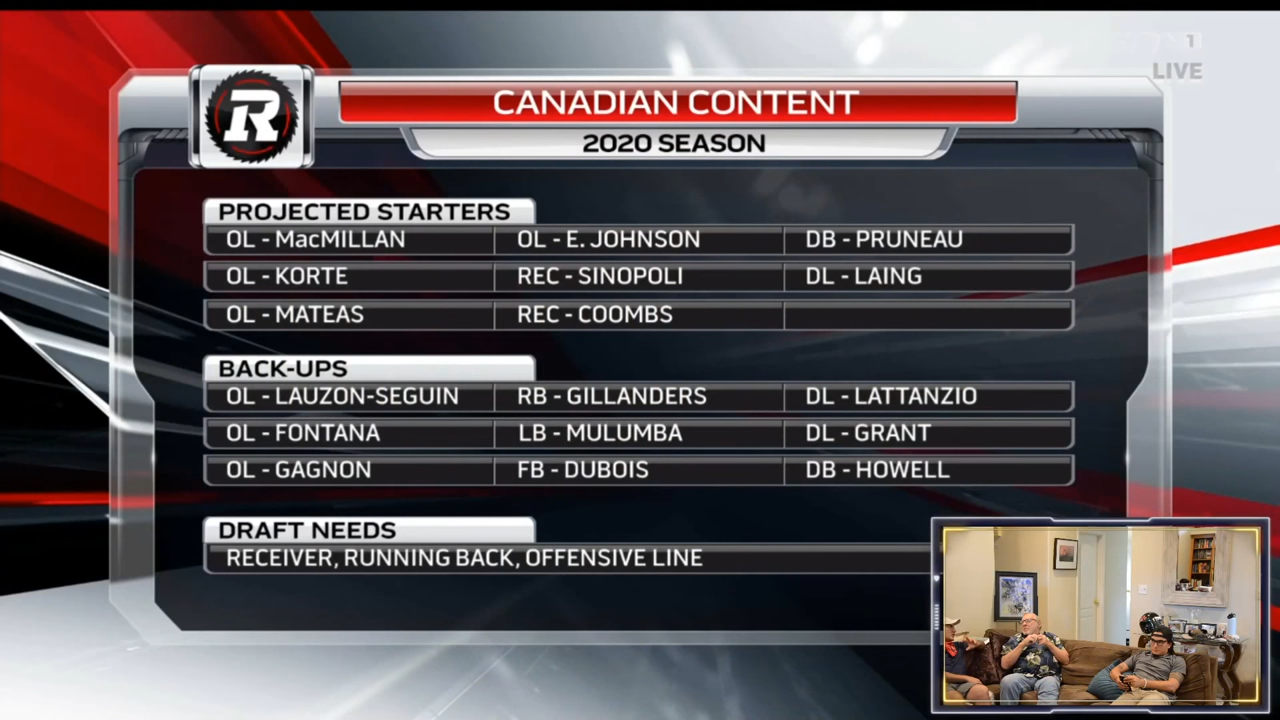 1
LIVE
R
CANADIAN CONTENT
2020 SEASON
PROJECTED STARTERS
OL - MacMILLAN OL - E. JOHNSON DB - PRUNEAU
OL - KORTE REC - SINOPOLI DL - LAING
OL - MATEAS REC - COOMBS
BACK-UPS
OL - LAUZON-SEGUIN RB - GILLANDERS DL - LATTANZIO
OL - FONTANA LB - MULUMBA DL - GRANT
OL - GAGNON FB - DUBOIS DB - HOWELL
DRAFT NEEDS
RECEIVER, RUNNING BACK, OFFENSIVE LINE